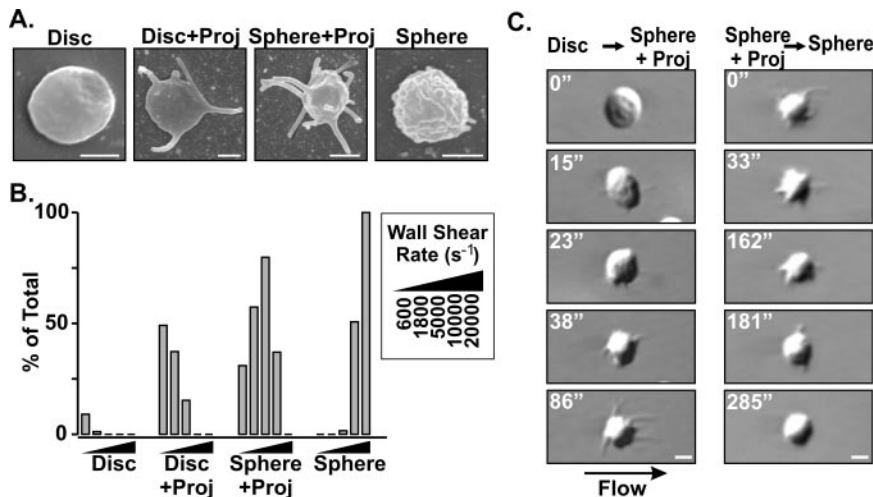 A.
Disc
Disc+Proj
Sphere+Proj
Sphere
B.
100
50
0
% of Total
Disc
Disc
+Proj
Sphere
+Proj
Sphere
Wall Shear
Rate (s-1)
600
1800
5000
10000
20000
C.
Disc → Sphere
+ Proj
Sphere → Sphere
+ Proj
0”
15”
23”
38”
86”
0”
33”
162”
181”
285”
Flow